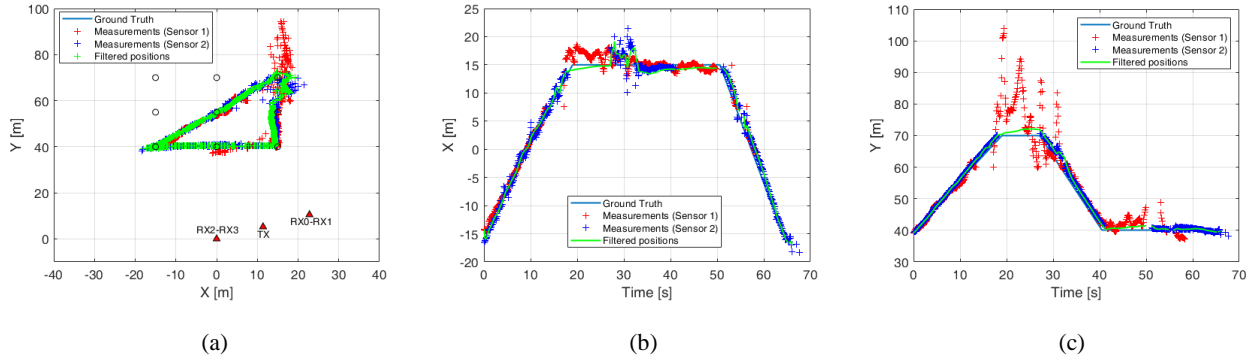 Ground Truth
Measurements (Sensor 1)
Measurements (Sensor 2)
Filtered positions
100
80
60
40
20
0
Y [m]
RX2-RX3
TX
RX0-RX1
-40
-30
-20
-10
0
10
20
30
40
X [m]
(a)
25
20
15
10
5
0
-5
-10
-15
-20
X [m]
Ground Truth
Measurements (Sensor 1)
Measurements (Sensor 2)
Filtered positions
0
10
20
30
40
50
60
70
Time [s]
(b)
110
100
90
80
70
60
50
40
30
Y [m]
Ground Truth
Measurements (Sensor 1)
Measurements (Sensor 2)
Filtered positions
0
10
20
30
40
50
60
70
Time [s]
(c)